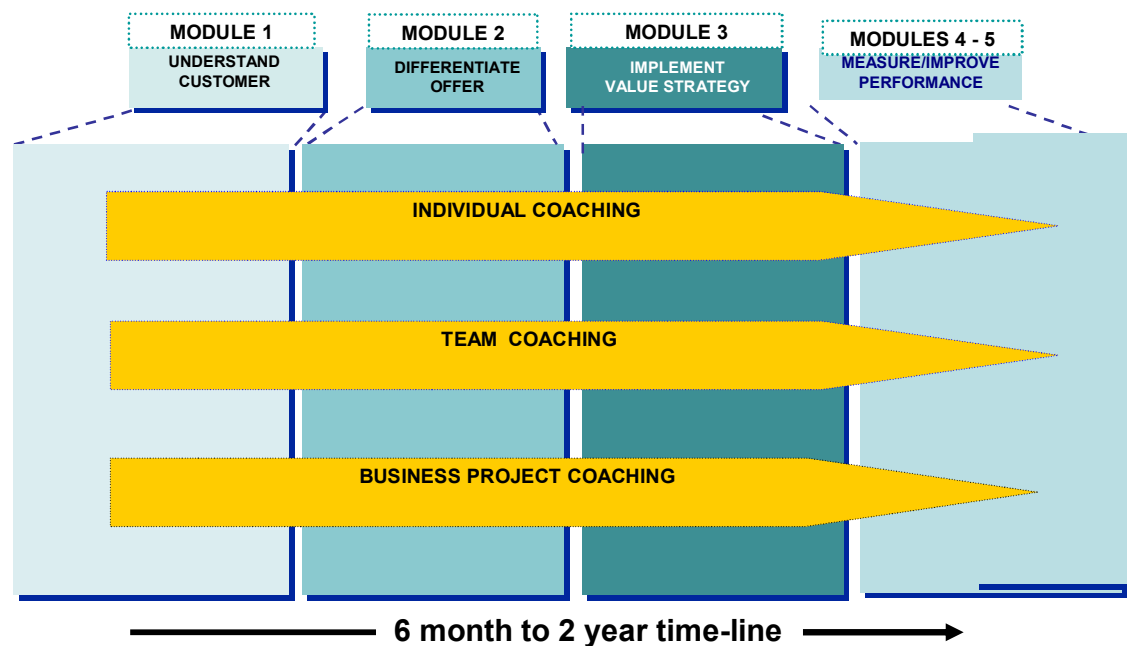 MODULE 1
UNDERSTAND
CUSTOMER
MODULE 2
DIFFERENTIATE
OFFER
MODULE 3
IMPLEMENT
VALUE STRATEGY
MODULES 4 - 5
MEASURE/IMPROVE
PERFORMANCE
INDIVIDUAL COACHING
TEAM COACHING
BUSINESS PROJECT COACHING
6 month to 2 year time-line